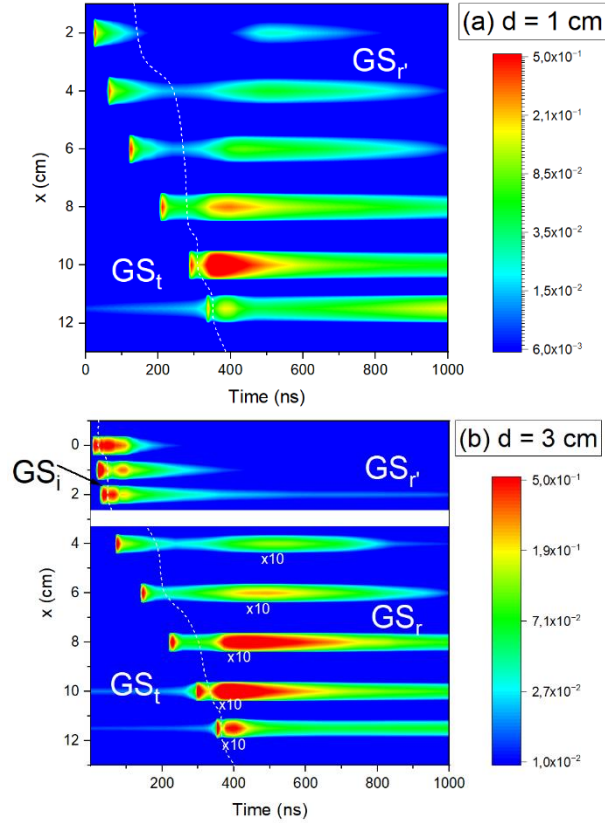 (a) d = 1 cm
GSr'
GSt
x (cm)
2
4
6
8
10
12
0 200 400 600 800 1000
Time (ns)
5,0x10⁻¹
2,1x10⁻¹
8,5x10⁻²
3,5x10⁻²
1,5x10⁻²
6,0x10⁻³
(b) d = 3 cm
GSi
GSr'
GSr
GSt
x (cm)
0
2
4
6
8
10
12
x10
x10
x10
x10
x10
0 200 400 600 800 1000
Time (ns)
5,0x10⁻¹
1,9x10⁻¹
7,1x10⁻²
2,7x10⁻²
1,0x10⁻²